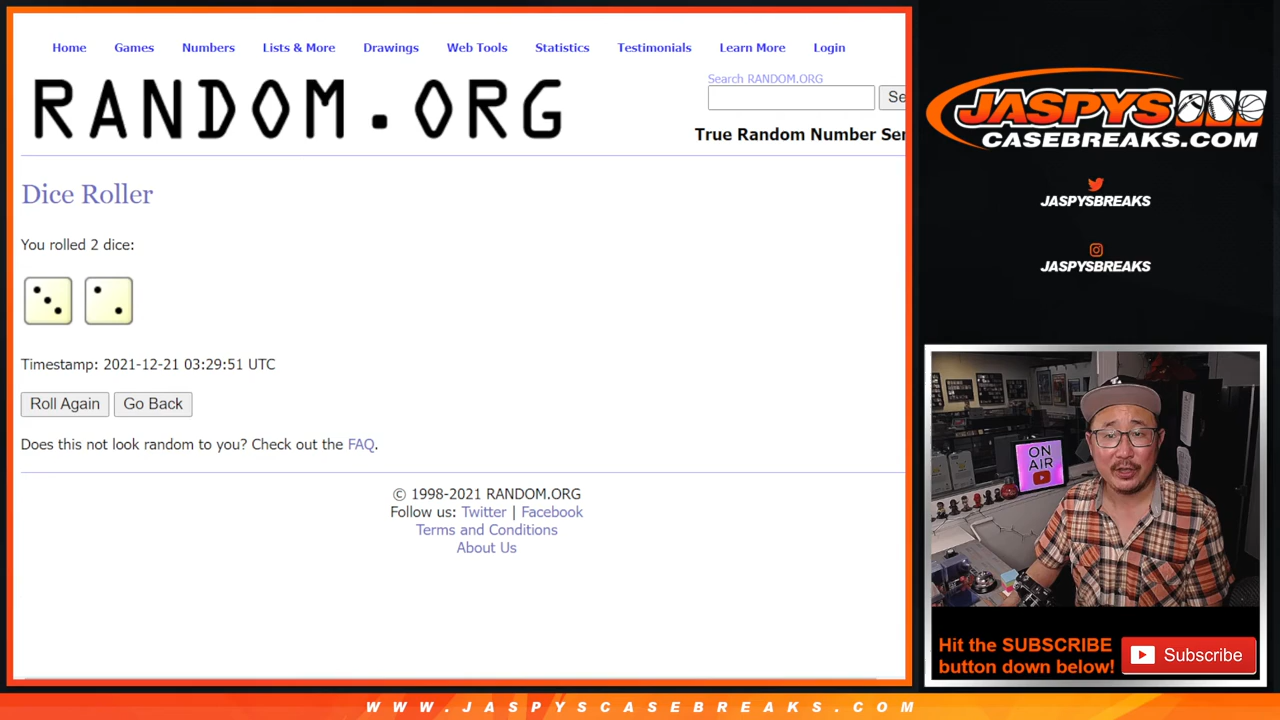 Home Games Numbers Lists & More Drawings Web Tools Statistics Testimonials Learn More Login
RANDOM.ORG
Search RANDOM.ORG
Se
True Random Number Ser
Dice Roller
You rolled 2 dice:
Timestamp: 2021-12-21 03:29:51 UTC
Roll Again Go Back
Does this not look random to you? Check out the FAQ.
© 1998-2021 RANDOM.ORG
Follow us: Twitter | Facebook
Terms and Conditions
About Us
JASPYS
CASEBREAKS.COM
JASPYSBREAKS
JASPYSBREAKS
ON
AIR
Hit the SUBSCRIBE
button down below!
Subscribe
WWW.JASPYSCASEBREAKS.COM